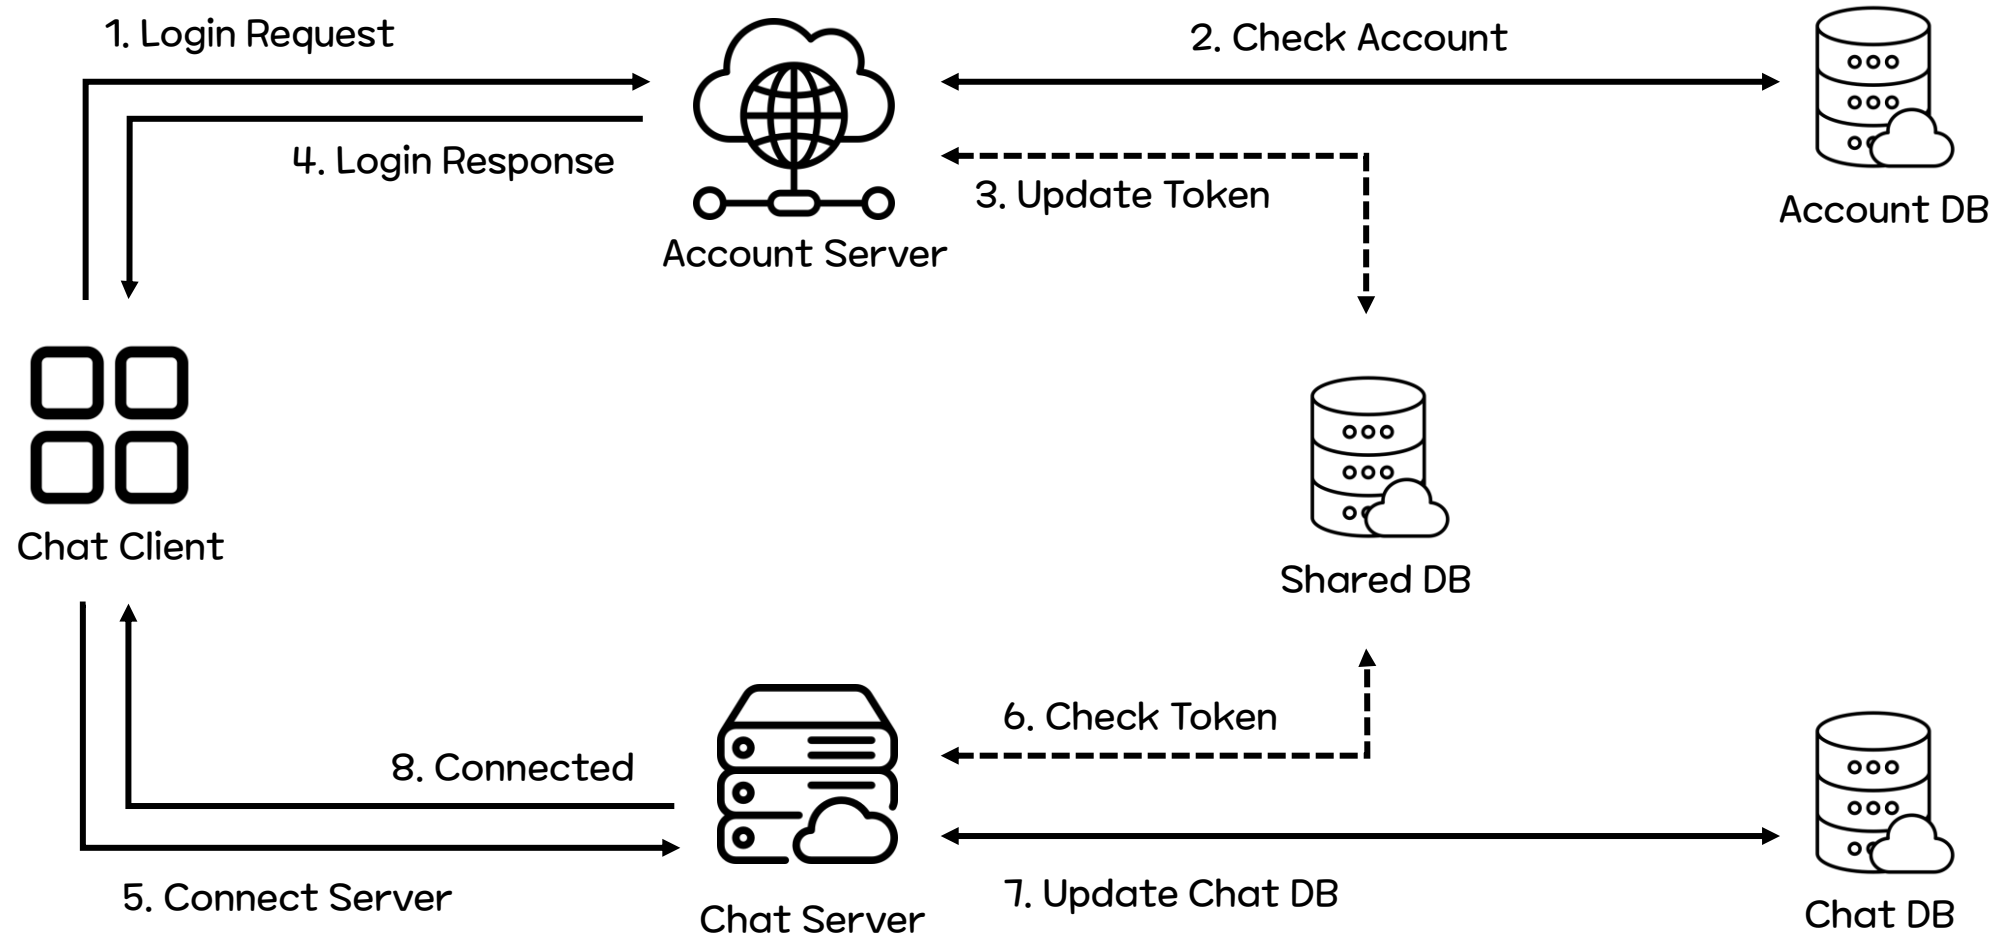 1. Login Request
2. Check Account
4. Login Response
3. Update Token
Account DB
Account Server
Chat Client
Shared DB
6. Check Token
8. Connected
5. Connect Server
7. Update Chat DB
Chat Server
Chat DB